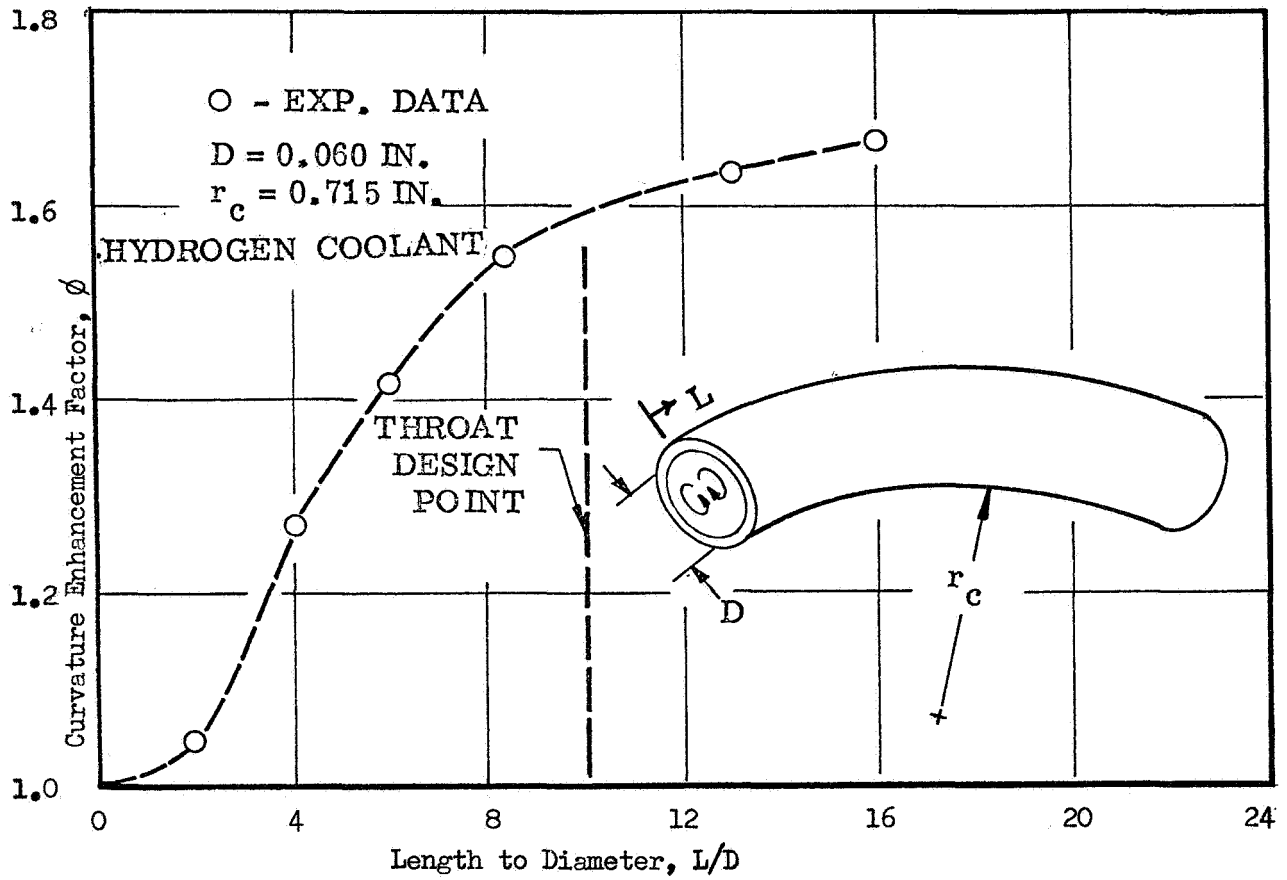 1.8
1.6
1.4
1.2
1.0
Curvature Enhancement Factor, ø
O - EXP. DATA
D = 0.060 IN.
r_c = 0.715 IN.
HYDROGEN COOLANT
THROAT
DESIGN
POINT
L
D
r_c
0 4 8 12 16 20 24
Length to Diameter, L/D